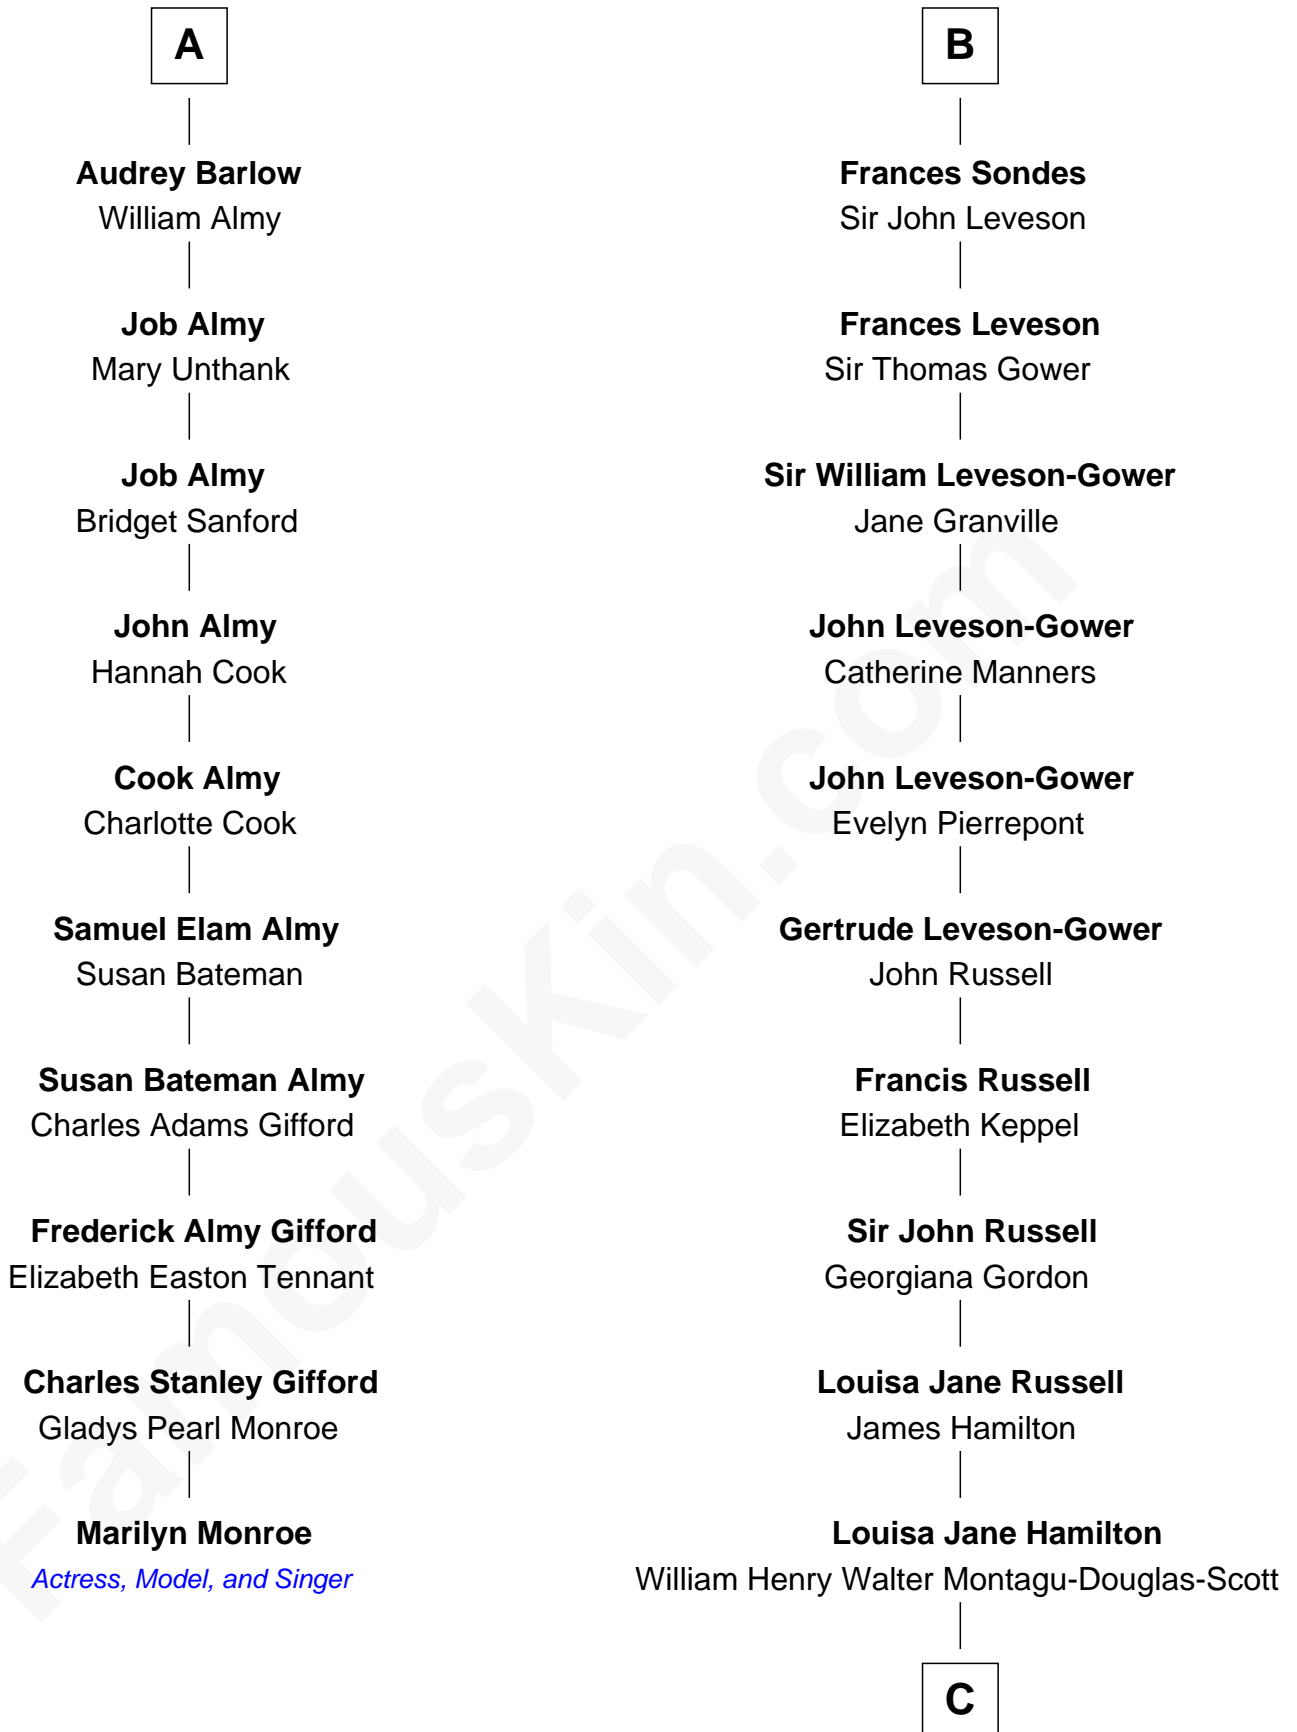 A
Audrey Barlow
William Almy
Job Almy
Mary Unthank
Job Almy
Bridget Sanford
John Almy
Hannah Cook
Cook Almy
Charlotte Cook
Samuel Elam Almy
Susan Bateman
Susan Bateman Almy
Charles Adams Gifford
Frederick Almy Gifford
Elizabeth Easton Tennant
Charles Stanley Gifford
Gladys Pearl Monroe
Marilyn Monroe
Actress, Model, and Singer
B
Frances Sondes
Sir John Leveson
Frances Leveson
Sir Thomas Gower
Sir William Leveson-Gower
Jane Granville
John Leveson-Gower
Catherine Manners
John Leveson-Gower
Evelyn Pierrepont
Gertrude Leveson-Gower
John Russell
Francis Russell
Elizabeth Keppel
Sir John Russell
Georgiana Gordon
Louisa Jane Russell
James Hamilton
Louisa Jane Hamilton
William Henry Walter Montagu-Douglas-Scott
C
FamousKin.com